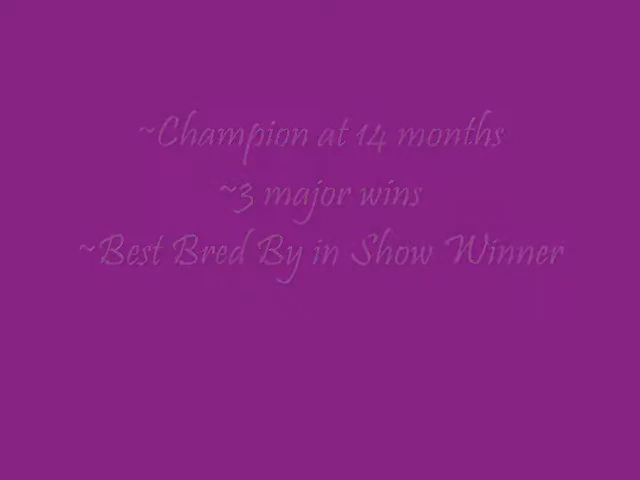 ~Champion at 14 months
~3 major wins
~Best Bred By in Show Winner